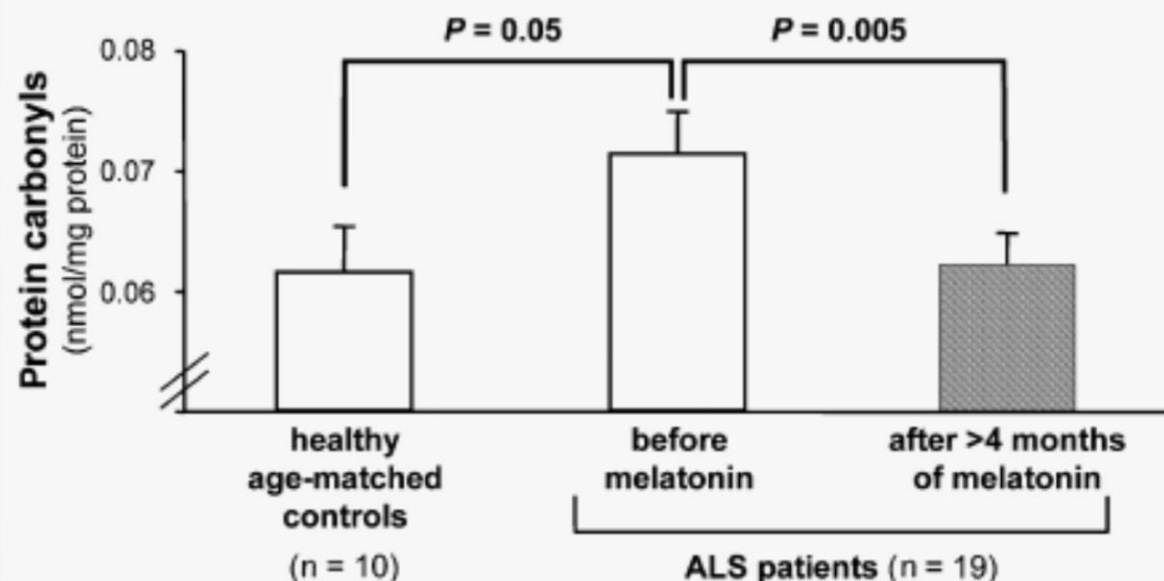 P = 0.05
P = 0.005
Protein carbonyls
(nmol/mg protein)
0.08
0.07
0.06
healthy
age-matched
controls
(n = 10)
before
melatonin
after >4 months
of melatonin
ALS patients (n = 19)